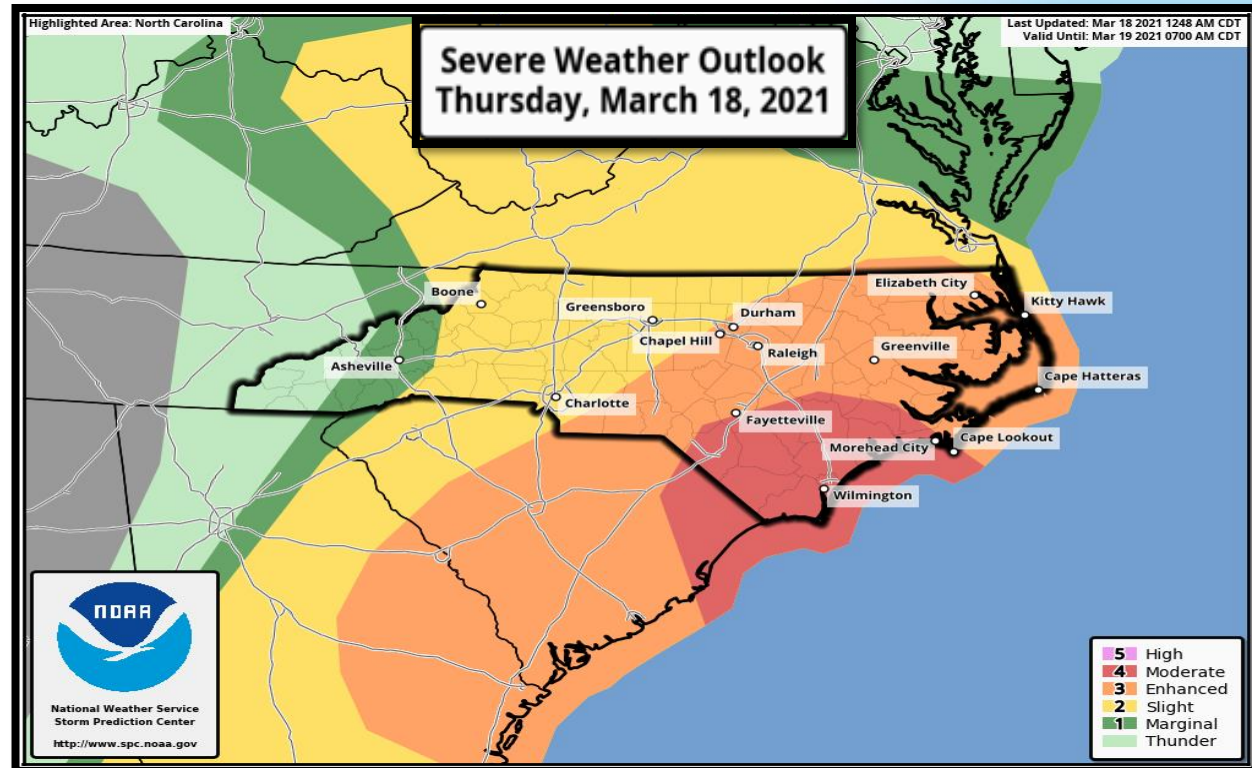 Highlighted Area: North Carolina
Last Updated: Mar 18 2021 1248 AM CDT
Valid Until: Mar 19 2021 0700 AM CDT
Severe Weather Outlook
Thursday, March 18, 2021
Boone
Elizabeth City
Kitty Hawk
Greensboro
Durham
Chapel Hill
Raleigh
Greenville
Asheville
Cape Hatteras
Charlotte
Fayetteville
Cape Lookout
Morehead City
Wilmington
NOAA
National Weather Service
Storm Prediction Center
http://www.spc.noaa.gov
5 High
4 Moderate
3 Enhanced
2 Slight
1 Marginal
Thunder